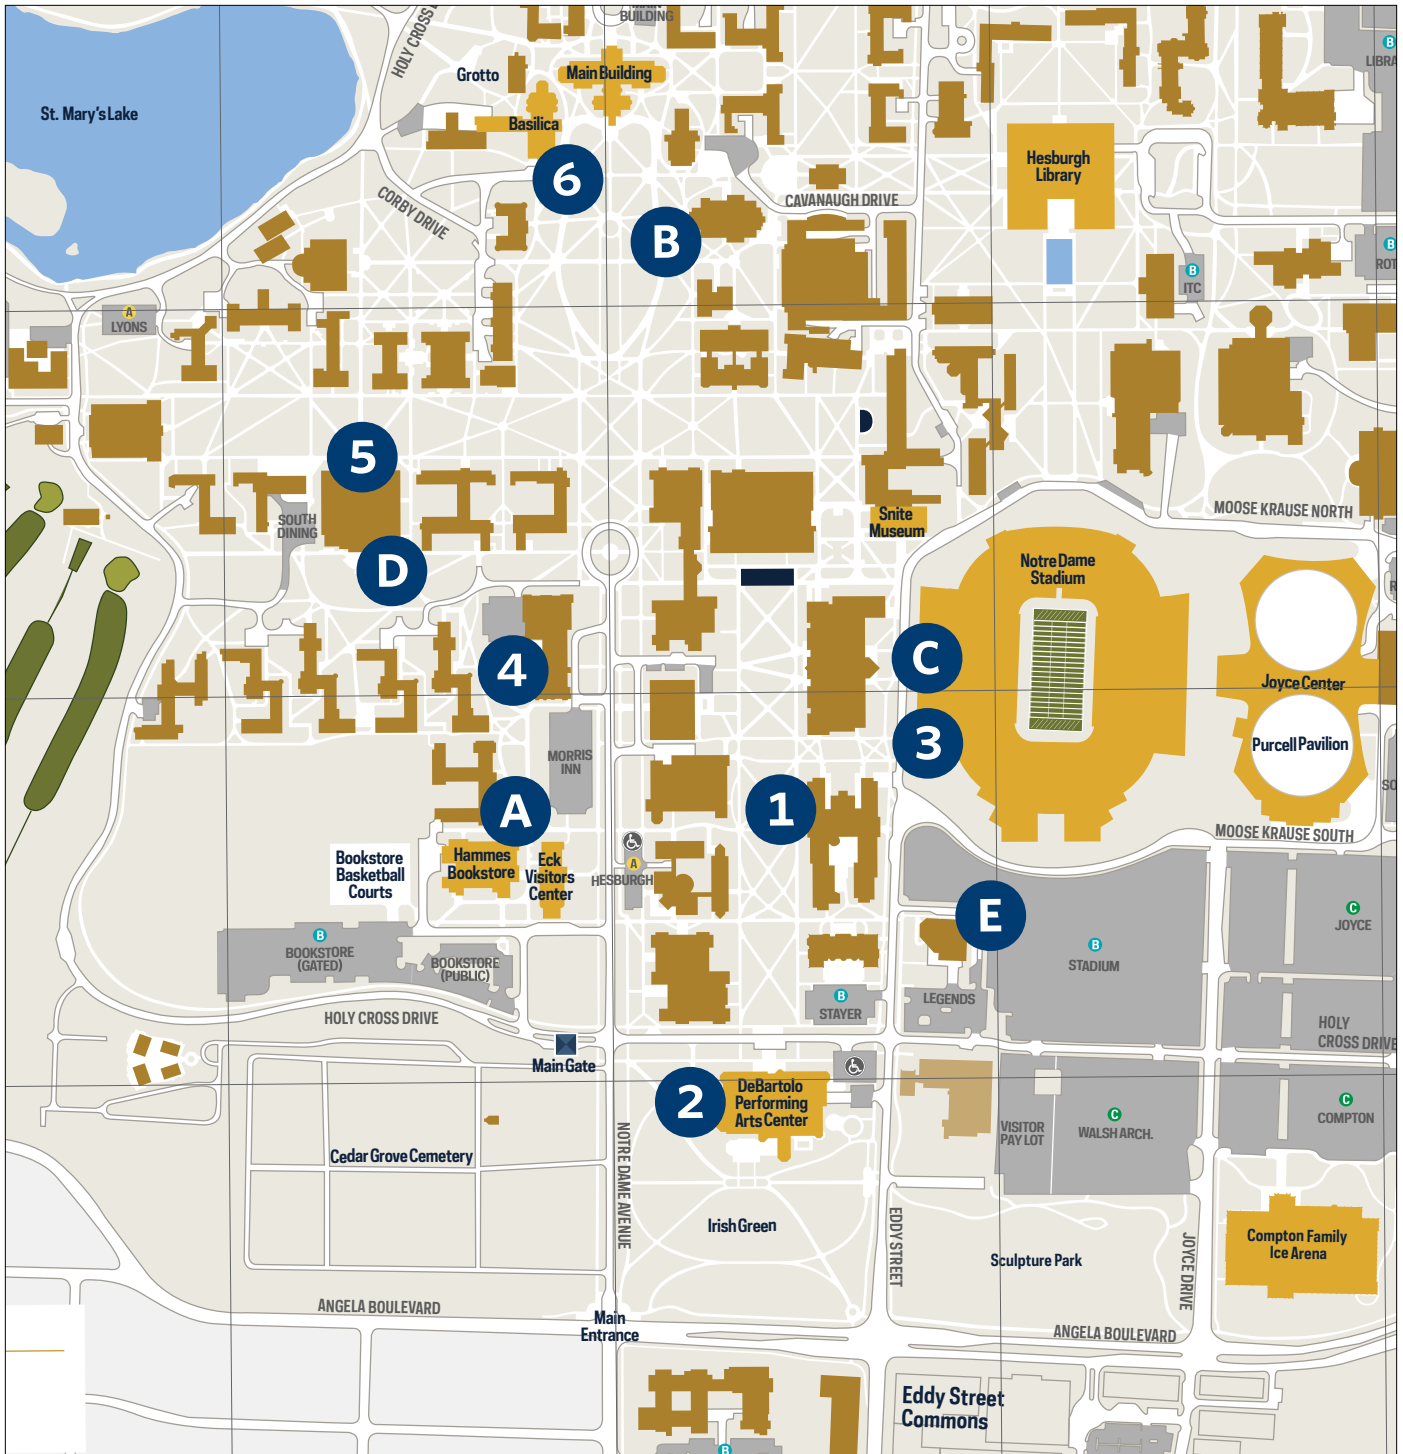 BUILDING
HOLY CROSS
Grotto
Main Building
B
LIBRA
St. Mary's Lake
Basilica
Hesburgh
Library
6
CORBY DRIVE
CAVANAUGH DRIVE
B
B
ROT
B
ITC
A
LYONS
5
SOUTH
DINING
D
Snite
Museum
MOOSE KRAUSE NORTH
Notre Dame
Stadium
C
4
Joyce Center
3
Purcell Pavilion
MORRIS
INN
SO
A
1
MOOSE KRAUSE SOUTH
Bookstore
Basketball
Courts
Hammes
Bookstore
Eck
Visitors
Center
A
HESBURGH
E
C
JOYCE
B
BOOKSTORE
(GATED)
BOOKSTORE
(PUBLIC)
B
STADIUM
B
STAYER
LEGENDS
HOLY CROSS DRIVE
HOLY
CROSS DRIVE
Main Gate
2
DeBartolo
Performing
Arts Center
VISITOR
PAY LOT
C
WALSH ARCH.
C
COMPTON
Cedar Grove Cemetery
NOTRE DAME AVENUE
Irish Green
EDDY STREET
Sculpture Park
JOYCE DRIVE
Compton Family
Ice Arena
ANGELA BOULEVARD
Main
Entrance
ANGELA BOULEVARD
Eddy Street
Commons
B